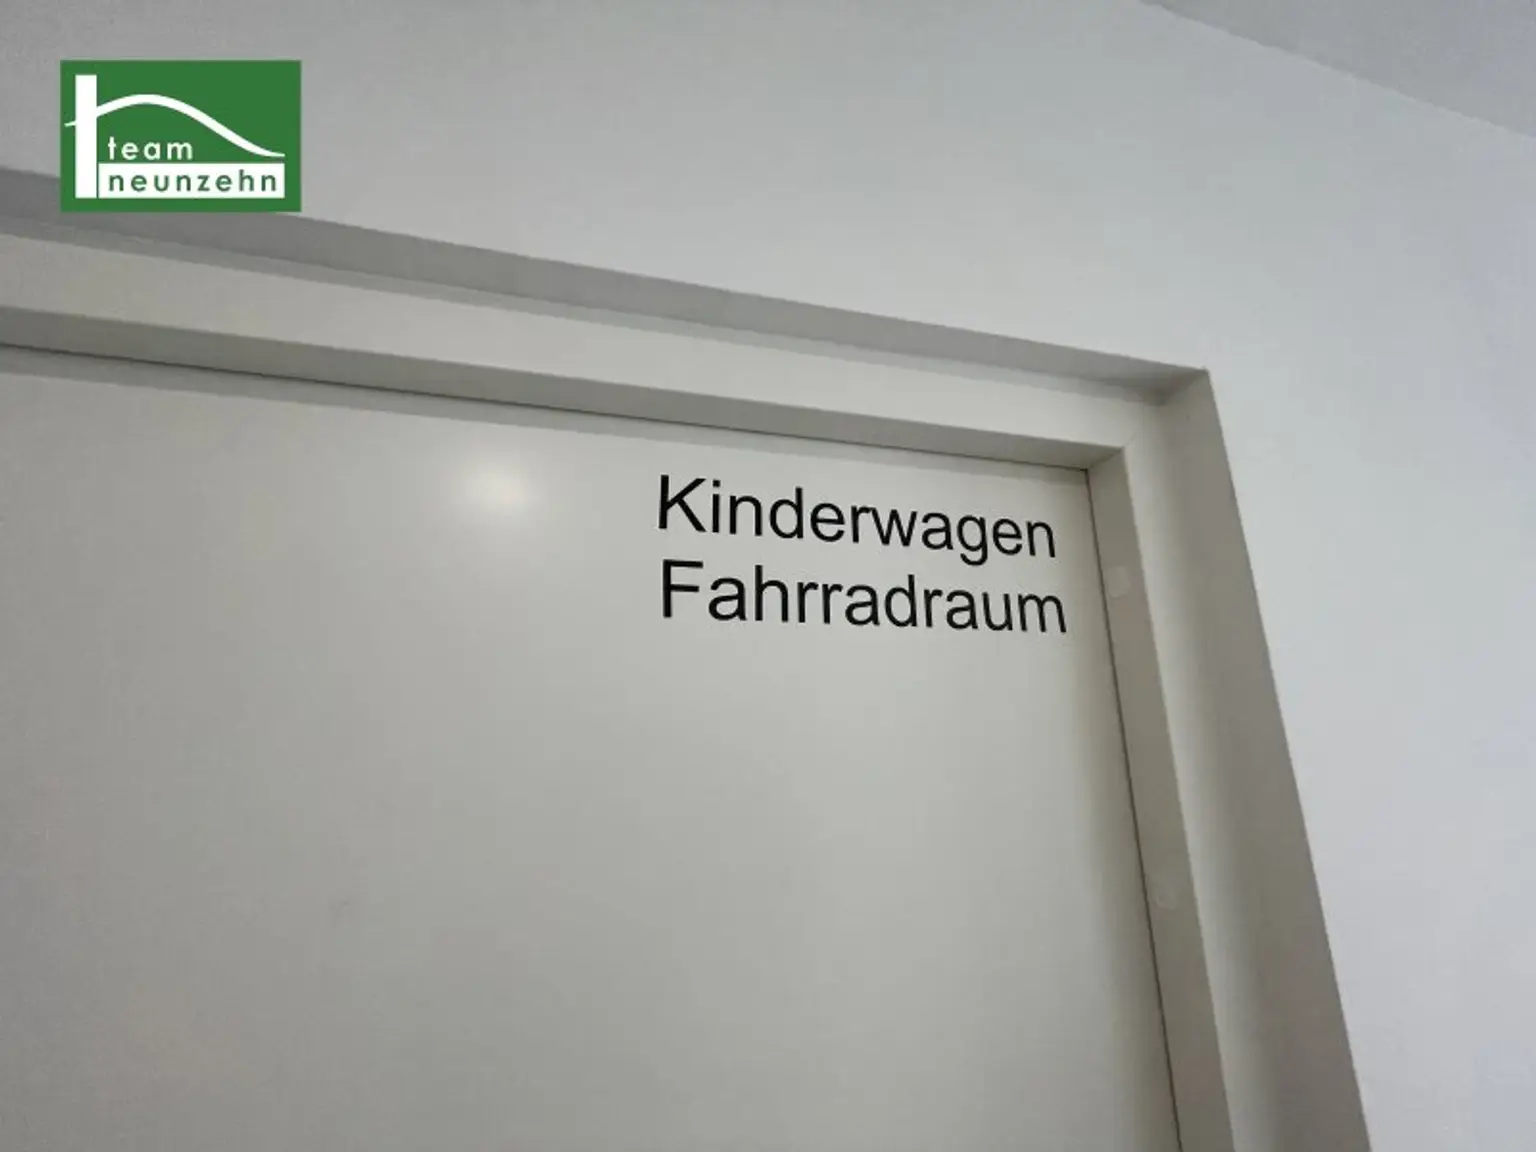 team
neunzehn
Kinderwagen
Fahrradraum